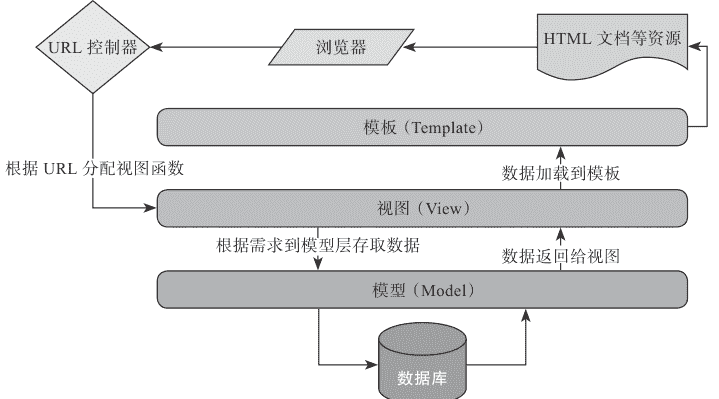 URL 控制器
浏览器
HTML 文档等资源
模板（Template）
根据 URL 分配视图函数
数据加载到模板
视图（View）
根据需求到模型层存取数据
数据返回给视图
模型（Model）
数据库